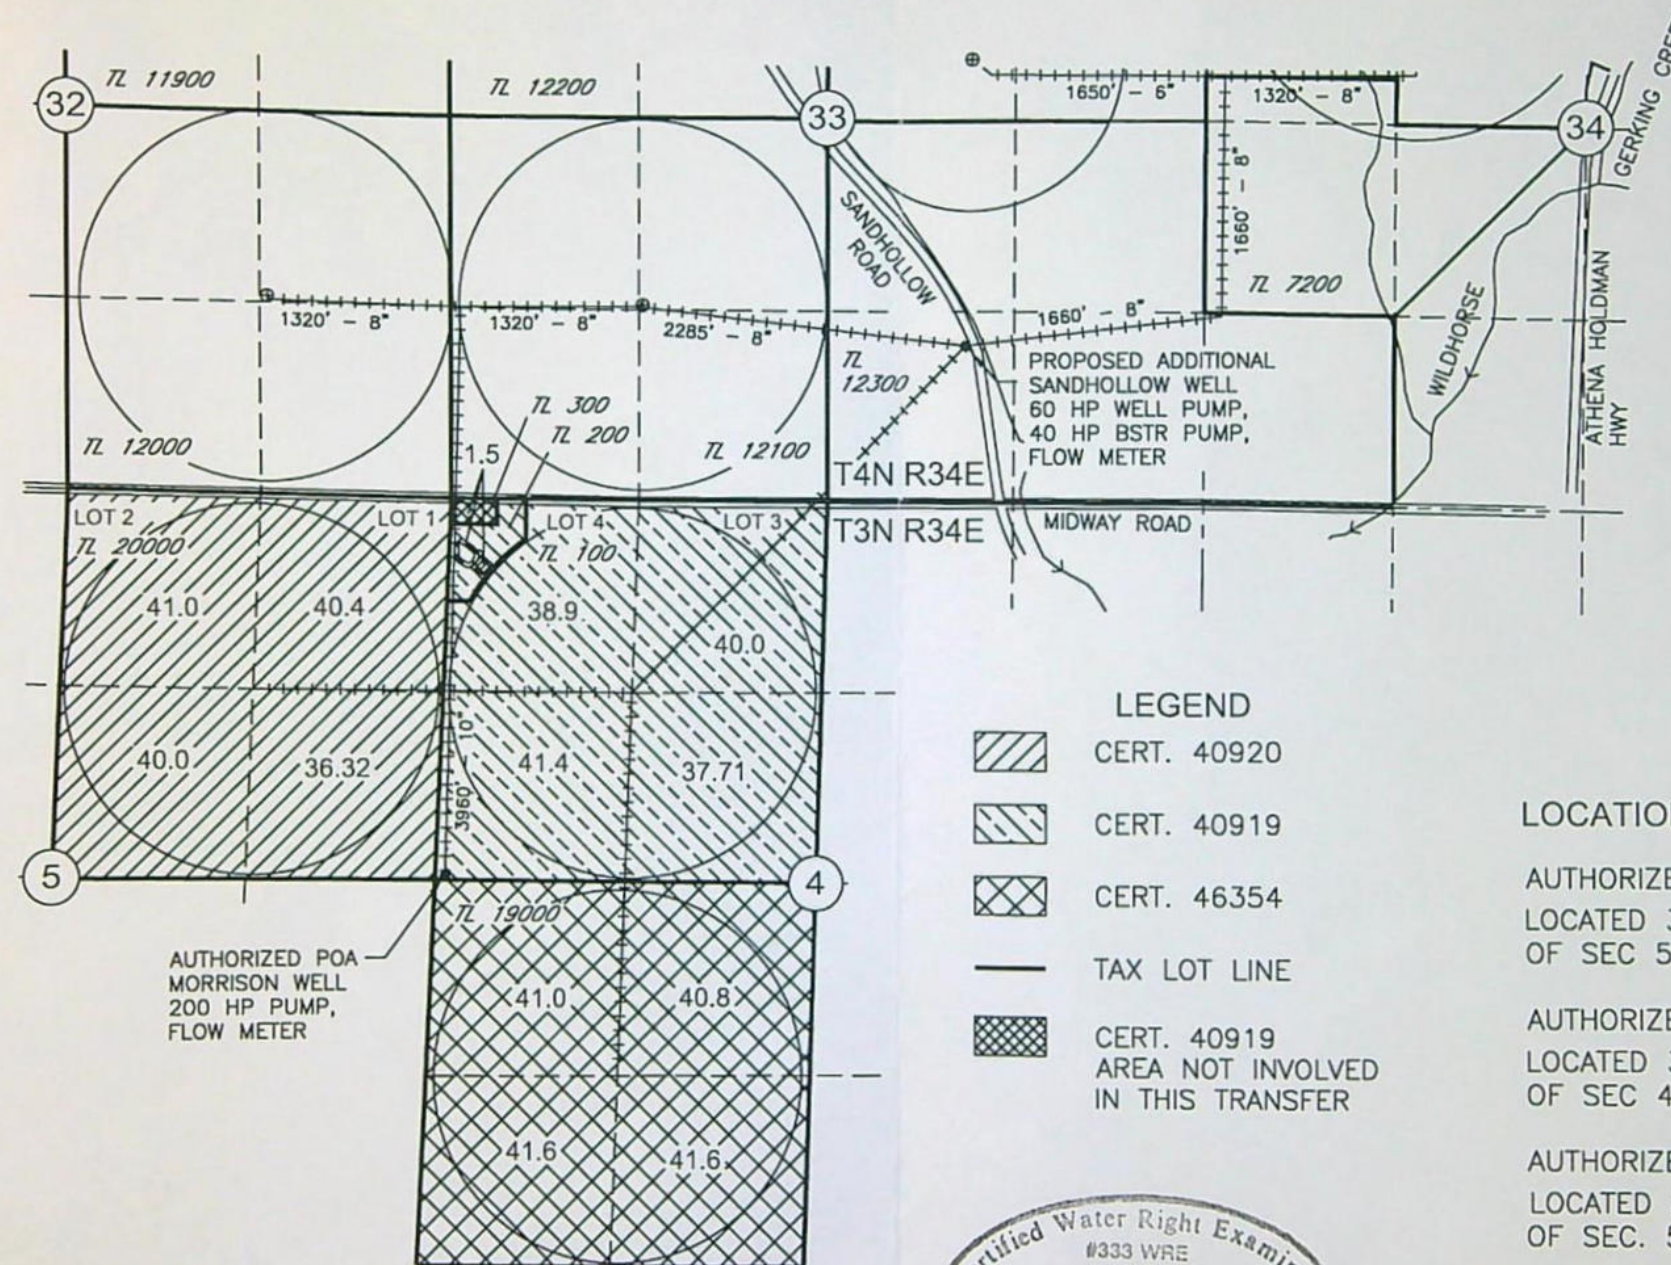 TL 11900
TL 12200
32
33
34
1650' - 6"
1320' - 8"
GERKING
SANDHOLLOW
ROAD
1660' - 8"
TL 7200
1320' - 8"
1320' - 8"
2285' - 8"
1660' - 8"
WILDHORSE
ATHENA HOLDMAN
HWY
TL
12300
PROPOSED ADDITIONAL
SANDHOLLOW WELL
60 HP WELL PUMP,
40 HP BSTR PUMP,
FLOW METER
TL 300
TL 200
TL 12000
1.5
TL 12100
T4N R34E
LOT 2
LOT 1
LOT 4
LOT 3
T3N R34E
MIDWAY ROAD
TL 20000
TL 100
41.0
40.4
38.9
40.0
40.0
36.32
41.4
37.71
3960' - 10"
5
4
LEGEND
CERT. 40920
CERT. 40919
CERT. 46354
TAX LOT LINE
CERT. 40919
AREA NOT INVOLVED
IN THIS TRANSFER
TL 19000
AUTHORIZED POA
MORRISON WELL
200 HP PUMP,
FLOW METER
41.0
40.8
41.6
41.6
LOCATIO
AUTHORIZE
LOCATED
OF SEC 5
AUTHORIZE
LOCATED
OF SEC 4
AUTHORIZE
LOCATED
OF SEC.
rtified Water Right Exami
#333 WRE